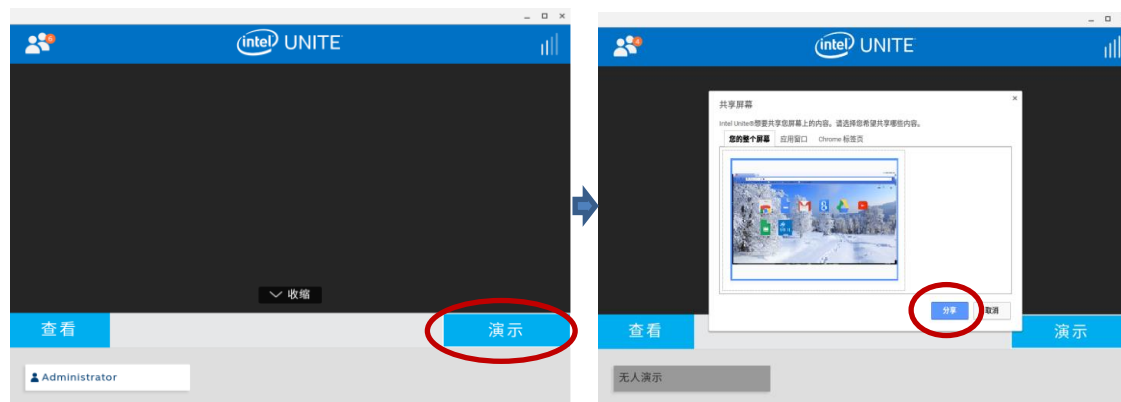 6
intel UNITE
收缩
查看
演示
Administrator
4
intel UNITE
共享屏幕
Intel Unite®想要共享您屏幕上的内容。请选择您希望共享哪些内容。
您的整个屏幕 应用窗口 Chrome 标签页
分享 取消
查看
演示
无人演示